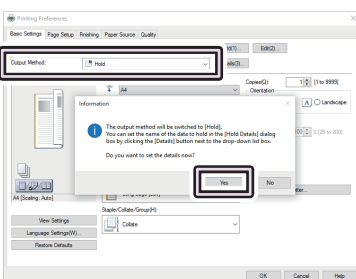 Printing Preferences
Basic Settings Page Setup Finishing Paper Source Quality
Output Method: Hold
Edit(2)...
Copies(Q): 1 [1 to 9999]
Orientation
A4
A Landscape
Information
The output method will be switched to [Hold].
You can set the name of the data to hold in the [Hold Details] dialog
box by clicking the [Details] button next to the drop-down list box.
Do you want to set the details now?
% [25 to 200]
Yes No
A4 [Scaling: Auto]
Staple/Collate/Group(H):
View Settings
Collate
Language Settings(W)...
Restore Defaults
OK Cancel Help